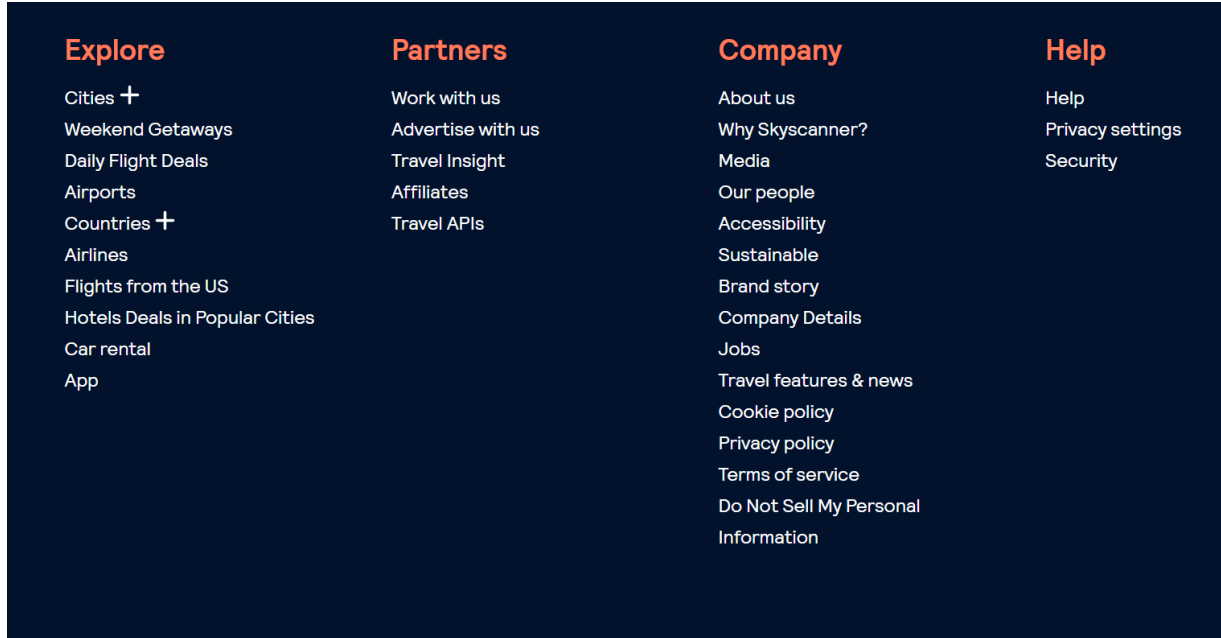 Explore
Cities +
Weekend Getaways
Daily Flight Deals
Airports
Countries +
Airlines
Flights from the US
Hotels Deals in Popular Cities
Car rental
App
Partners
Work with us
Advertise with us
Travel Insight
Affiliates
Travel APIs
Company
About us
Why Skyscanner?
Media
Our people
Accessibility
Sustainable
Brand story
Company Details
Jobs
Travel features & news
Cookie policy
Privacy policy
Terms of service
Do Not Sell My Personal
Information
Help
Help
Privacy settings
Security